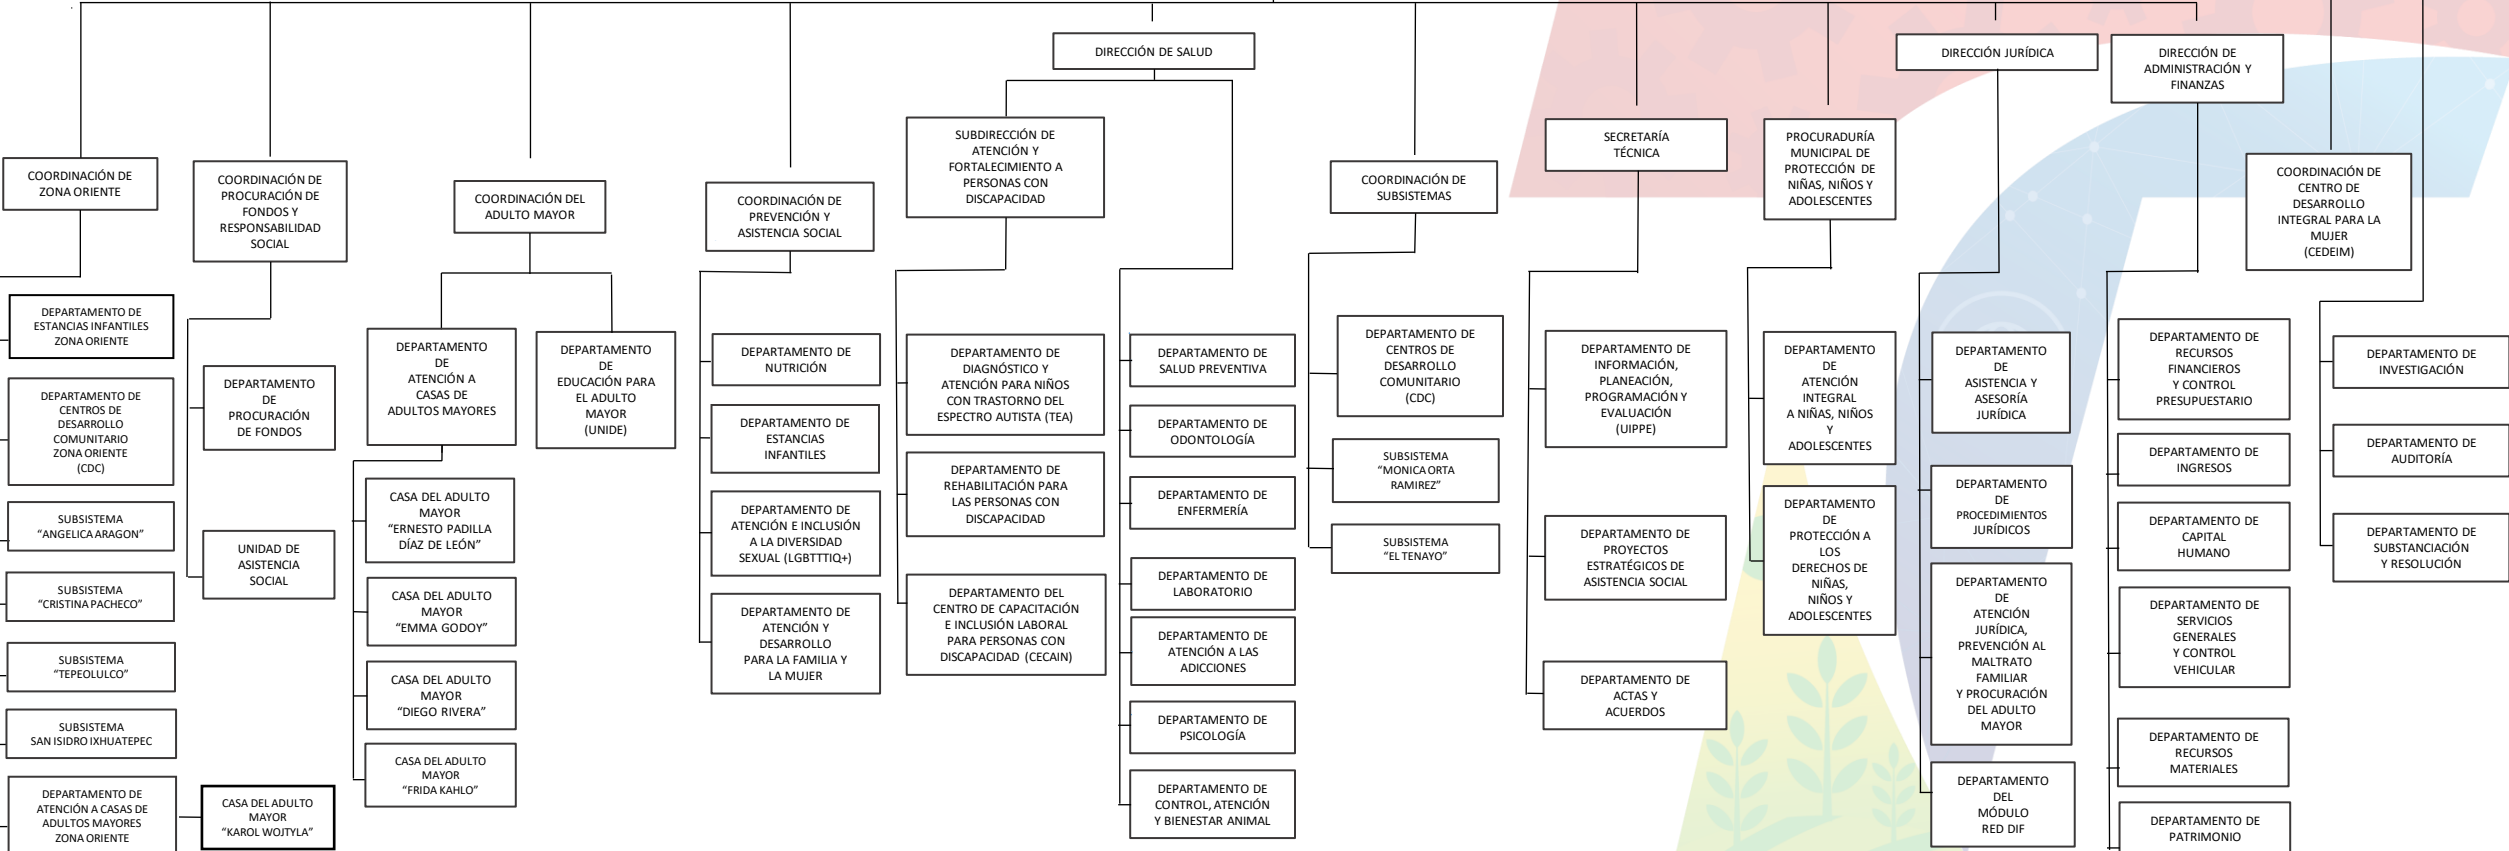 DIRECCIÓN DE SALUD
DIRECCIÓN JURÍDICA
DIRECCIÓN DE
ADMINISTRACIÓN Y
FINANZAS
COORDINACIÓN DE
ZONA ORIENTE
COORDINACIÓN DE
PROCURACIÓN DE
FONDOS Y
RESPONSABILIDAD
SOCIAL
COORDINACIÓN DEL
ADULTO MAYOR
COORDINACIÓN DE
PREVENCIÓN Y
ASISTENCIA SOCIAL
SUBDIRECCIÓN DE
ATENCIÓN Y
FORTALECIMIENTO A
PERSONAS CON
DISCAPACIDAD
COORDINACIÓN DE
SUBSISTEMAS
SECRETARÍA
TÉCNICA
PROCURADURÍA
MUNICIPAL DE
PROTECCIÓN DE
NIÑAS, NIÑOS Y
ADOLESCENTES
COORDINACIÓN DE
CENTRO DE
DESARROLLO
INTEGRAL PARA LA
MUJER
(CEDEIM)
DEPARTAMENTO DE
ESTANCIAS INFANTILES
ZONA ORIENTE
DEPARTAMENTO DE
CENTROS DE
DESARROLLO
COMUNITARIO
ZONA ORIENTE
(CDC)
SUBSISTEMA
“ANGELICA ARAGON”
SUBSISTEMA
“CRISTINA PACHECO”
SUBSISTEMA
“TEPEOLULCO”
SUBSISTEMA
SAN ISIDRO IXHUATEPEC
DEPARTAMENTO DE
ATENCIÓN A CASAS DE
ADULTOS MAYORES
ZONA ORIENTE
CASA DEL ADULTO
MAYOR
“KAROL WOJTYLA”
DEPARTAMENTO
DE
PROCURACIÓN
DE FONDOS
UNIDAD DE
ASISTENCIA
SOCIAL
DEPARTAMENTO
DE
ATENCIÓN A
CASAS DE
ADULTOS MAYORES
CASA DEL ADULTO
MAYOR
“ERNESTO PADILLA
DÍAZ DE LEÓN”
CASA DEL ADULTO
MAYOR
“EMMA GODOY”
CASA DEL ADULTO
MAYOR
“DIEGO RIVERA”
CASA DEL ADULTO
MAYOR
“FRIDA KAHLO”
DEPARTAMENTO
DE
EDUCACIÓN PARA
EL ADULTO
MAYOR
(UNIDE)
DEPARTAMENTO DE
NUTRICIÓN
DEPARTAMENTO DE
ESTANCIAS
INFANTILES
DEPARTAMENTO DE
ATENCIÓN E INCLUSIÓN
A LA DIVERSIDAD
SEXUAL (LGBTTTIQ+)
DEPARTAMENTO DE
ATENCIÓN Y
DESARROLLO
PARA LA FAMILIA Y
LA MUJER
DEPARTAMENTO DE
DIAGNÓSTICO Y
ATENCIÓN PARA NIÑOS
CON TRASTORNO DEL
ESPECTRO AUTISTA (TEA)
DEPARTAMENTO DE
REHABILITACIÓN PARA
LAS PERSONAS CON
DISCAPACIDAD
DEPARTAMENTO DEL
CENTRO DE CAPACITACIÓN
E INCLUSIÓN LABORAL
PARA PERSONAS CON
DISCAPACIDAD (CECAIN)
DEPARTAMENTO DE
SALUD PREVENTIVA
DEPARTAMENTO DE
ODONTOLOGÍA
DEPARTAMENTO DE
ENFERMERÍA
DEPARTAMENTO DE
LABORATORIO
DEPARTAMENTO DE
ATENCIÓN A LAS
ADICCIONES
DEPARTAMENTO DE
PSICOLOGÍA
DEPARTAMENTO DE
CONTROL, ATENCIÓN
Y BIENESTAR ANIMAL
DEPARTAMENTO DE
CENTROS DE
DESARROLLO
COMUNITARIO
(CDC)
SUBSISTEMA
“MONICA ORTA
RAMIREZ”
SUBSISTEMA
“EL TENAYO”
DEPARTAMENTO DE
INFORMACIÓN,
PLANEACIÓN,
PROGRAMACIÓN Y
EVALUACIÓN
(UIPPE)
DEPARTAMENTO DE
PROYECTOS
ESTRATÉGICOS DE
ASISTENCIA SOCIAL
DEPARTAMENTO DE
ACTAS Y
ACUERDOS
DEPARTAMENTO
DE
ATENCIÓN
INTEGRAL
A NIÑAS, NIÑOS
Y
ADOLESCENTES
DEPARTAMENTO
DE
PROTECCIÓN A
LOS
DERECHOS DE
NIÑAS,
NIÑOS Y
ADOLESCENTES
DEPARTAMENTO
DE
ASISTENCIA Y
ASESORÍA
JURÍDICA
DEPARTAMENTO
DE
PROCEDIMIENTOS
JURÍDICOS
DEPARTAMENTO
DE
ATENCIÓN
JURÍDICA,
PREVENCIÓN AL
MALTRATO
FAMILIAR
Y PROCURACIÓN
DEL ADULTO
MAYOR
DEPARTAMENTO
DEL
MÓDULO
RED DIF
DEPARTAMENTO DE
RECURSOS
FINANCIEROS
Y CONTROL
PRESUPUESTARIO
DEPARTAMENTO DE
INGRESOS
DEPARTAMENTO DE
CAPITAL
HUMANO
DEPARTAMENTO DE
SERVICIOS
GENERALES
Y CONTROL
VEHICULAR
DEPARTAMENTO DE
RECURSOS
MATERIALES
DEPARTAMENTO DE
PATRIMONIO
DEPARTAMENTO DE
INVESTIGACIÓN
DEPARTAMENTO DE
AUDITORÍA
DEPARTAMENTO DE
SUBSTANCIACIÓN
Y RESOLUCIÓN